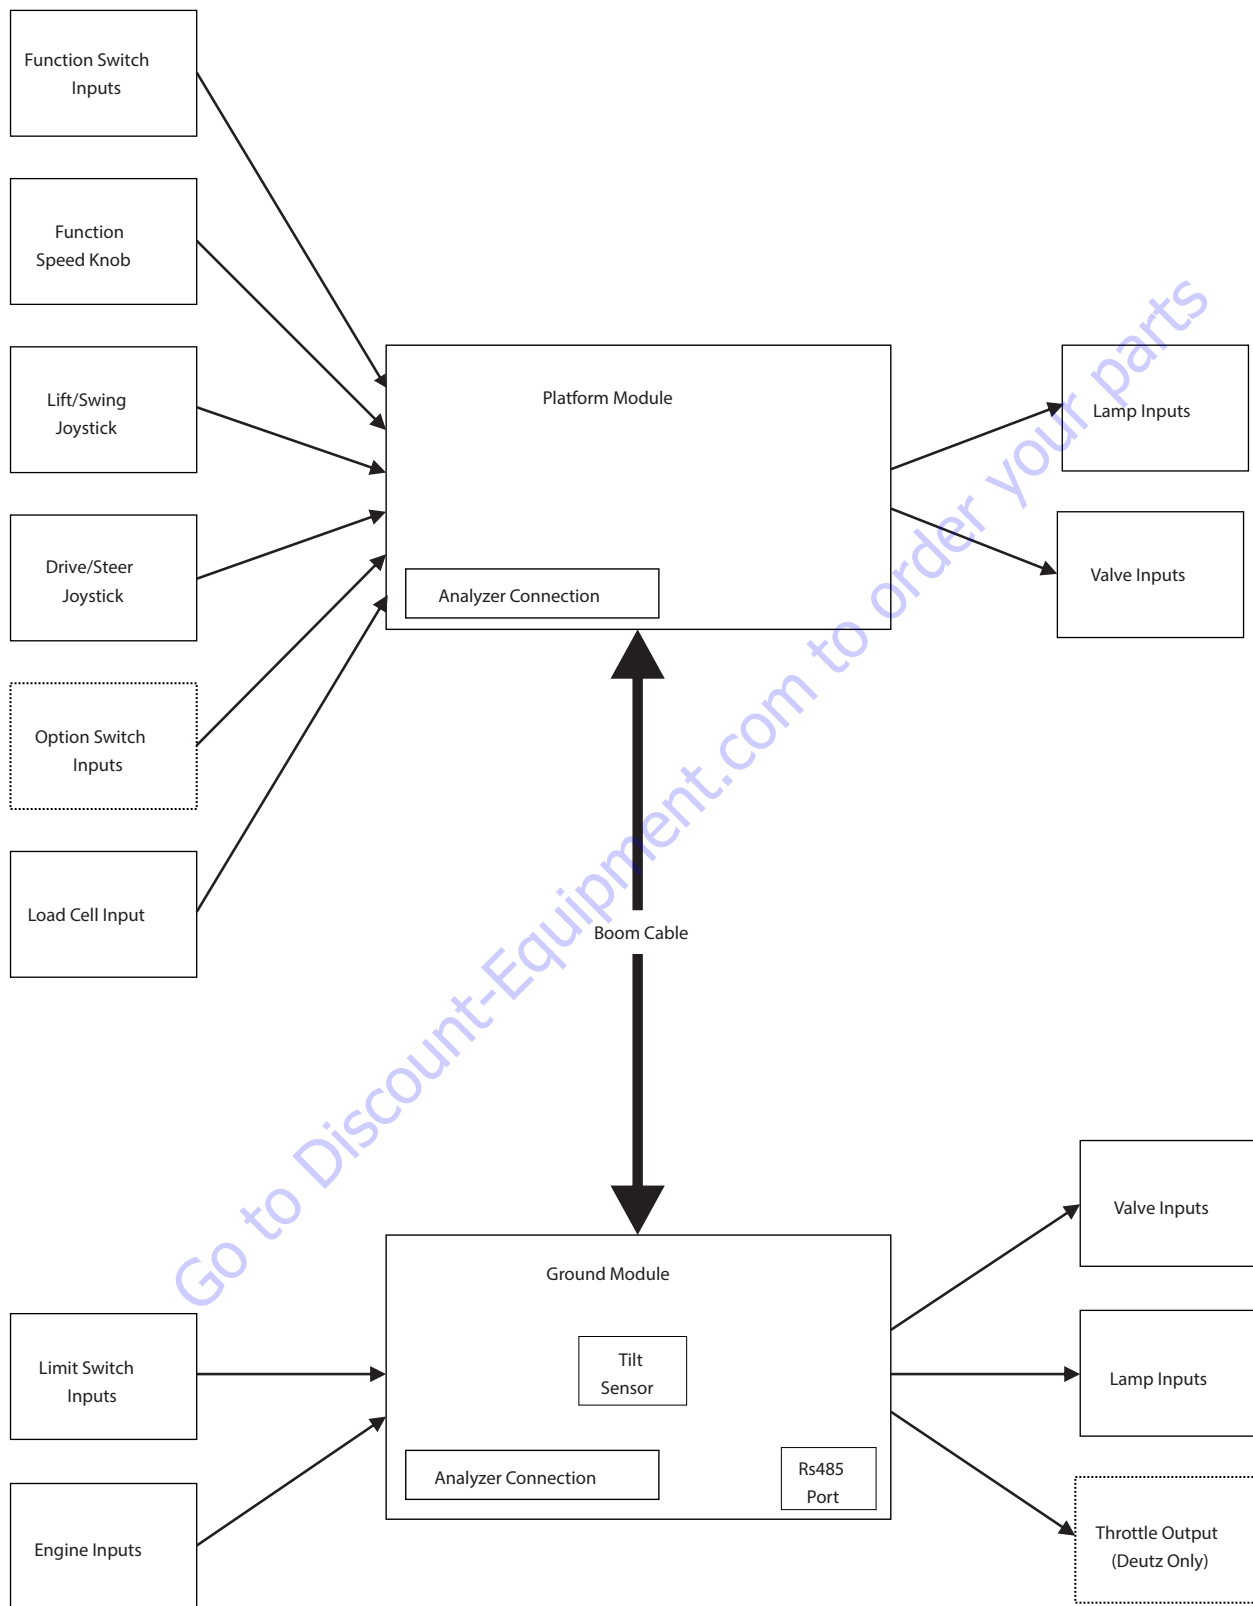 Function Switch
Inputs
Function
Speed Knob
Lift/Swing
Joystick
Drive/Steer
Joystick
Option Switch
Inputs
Load Cell Input
Platform Module
Analyzer Connection
Lamp Inputs
Valve Inputs
Boom Cable
Go to Discount-Equipment.com to order your parts
Limit Switch
Inputs
Engine Inputs
Ground Module
Tilt
Sensor
Analyzer Connection
Rs485
Port
Valve Inputs
Lamp Inputs
Throttle Output
(Deutz Only)